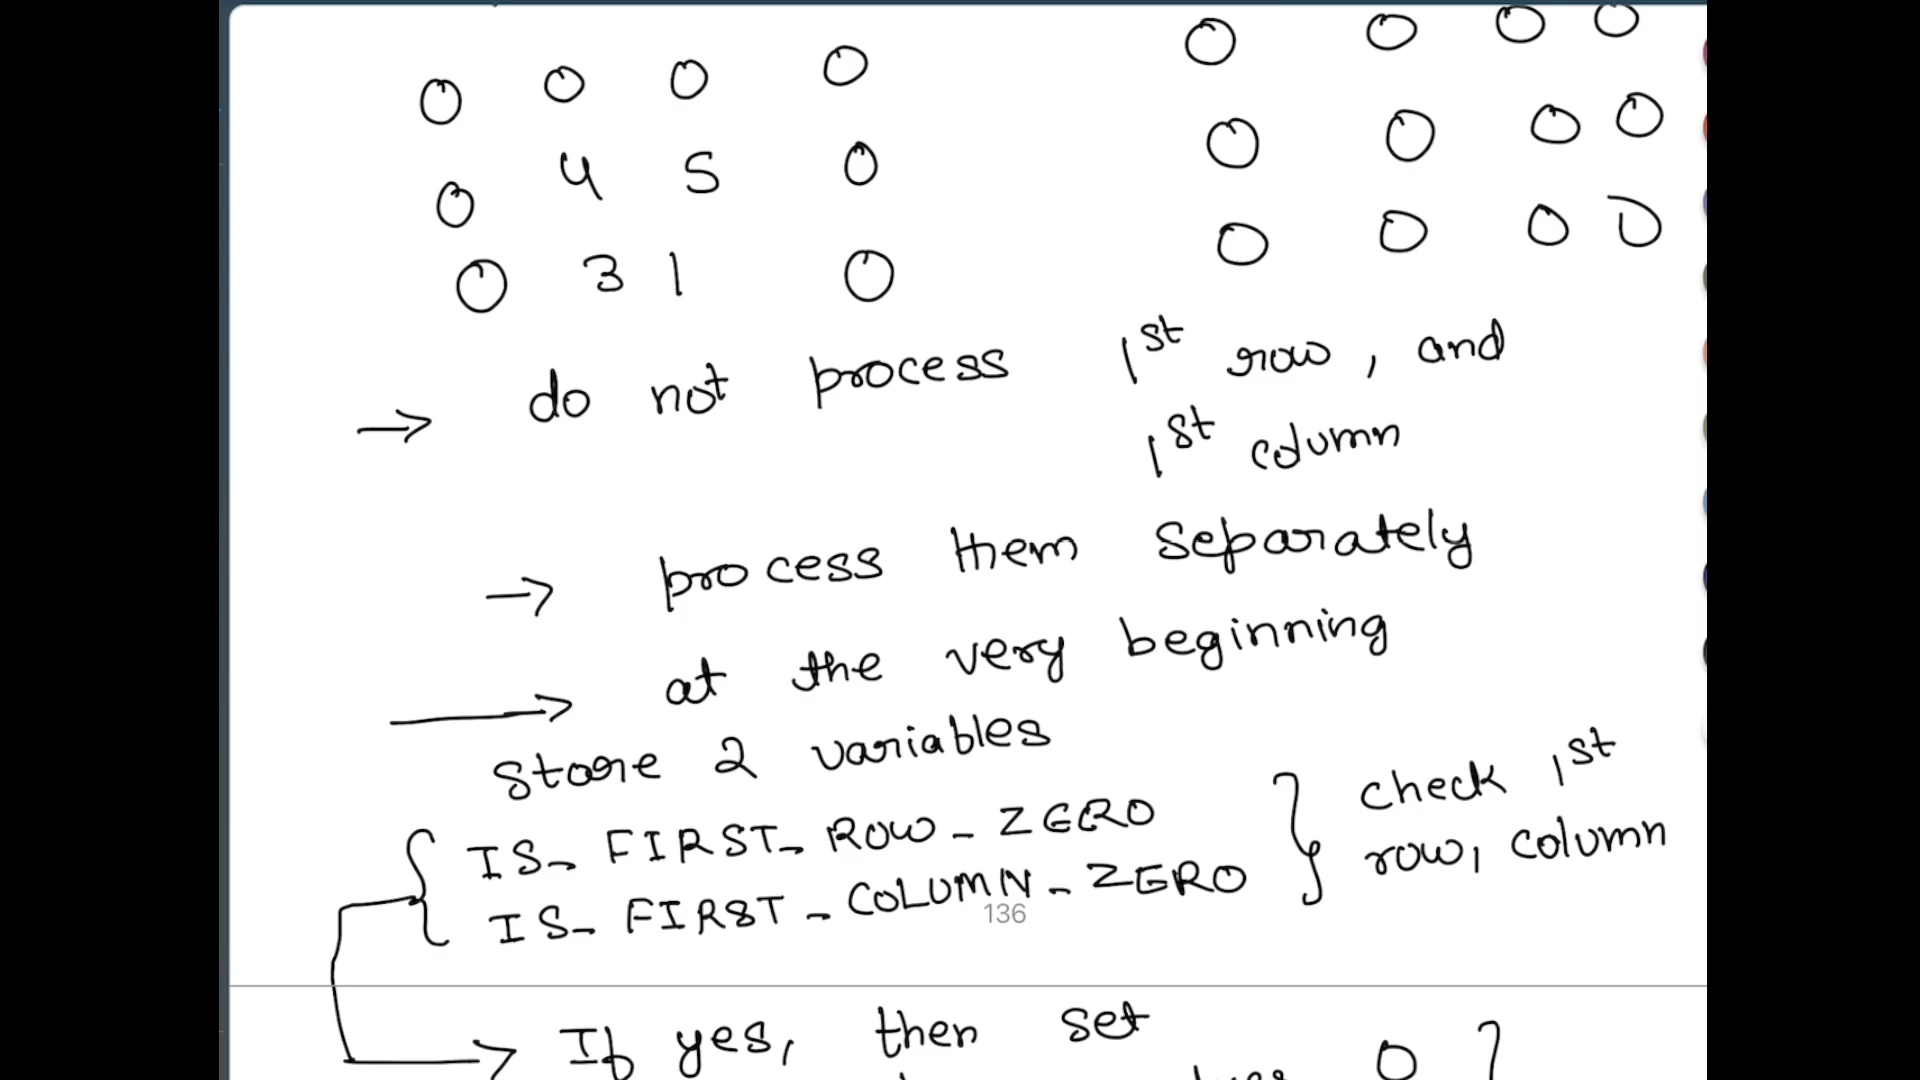 0 0 0 0 0 0 0 0
0 4 5 0 0 0 0 0
0 3 1 0 0 0 0 0
→ do not process 1st row, and
1st column
→ process them separately
→ at the very beginning
Store 2 variables
{ IS_FIRST_ROW_ZERO } check 1st
IS_FIRST_COLUMN_ZERO row, column
136
→ If yes, then set
0 }